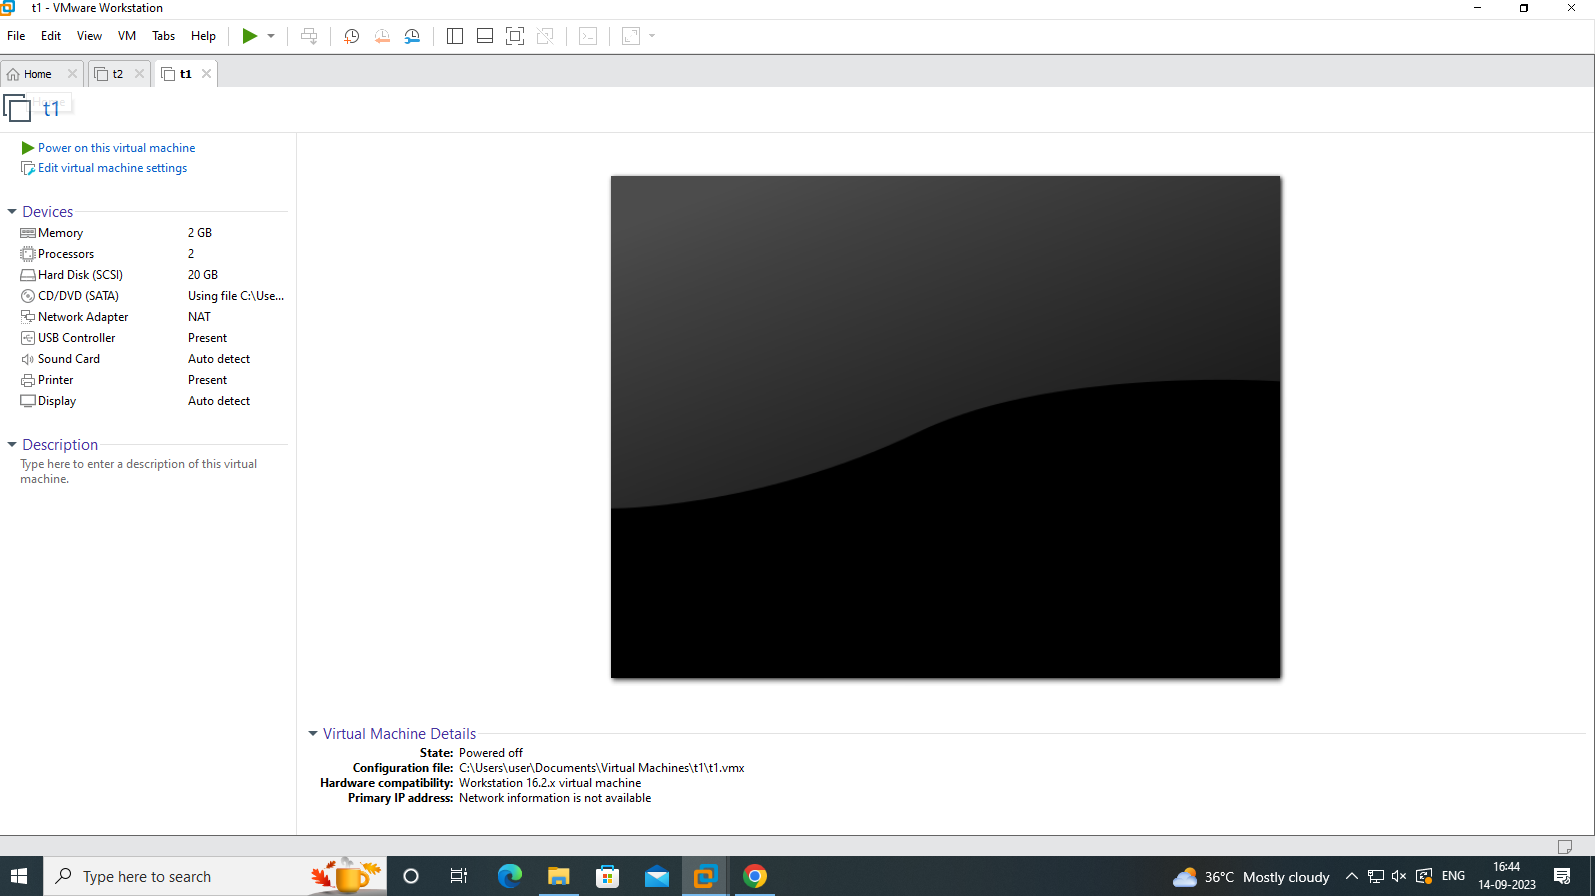 t1 - VMware Workstation
File Edit View VM Tabs Help
Home t2 t1
Home
t1
Power on this virtual machine
Edit virtual machine settings
Devices
Memory 2 GB
Processors 2
Hard Disk (SCSI) 20 GB
CD/DVD (SATA) Using file C:\Use...
Network Adapter NAT
USB Controller Present
Sound Card Auto detect
Printer Present
Display Auto detect
Description
Type here to enter a description of this virtual
machine.
Virtual Machine Details
State: Powered off
Configuration file: C:\Users\user\Documents\Virtual Machines\t1\t1.vmx
Hardware compatibility: Workstation 16.2.x virtual machine
Primary IP address: Network information is not available
Type here to search
36°C Mostly cloudy
ENG
16:44
14-09-2023